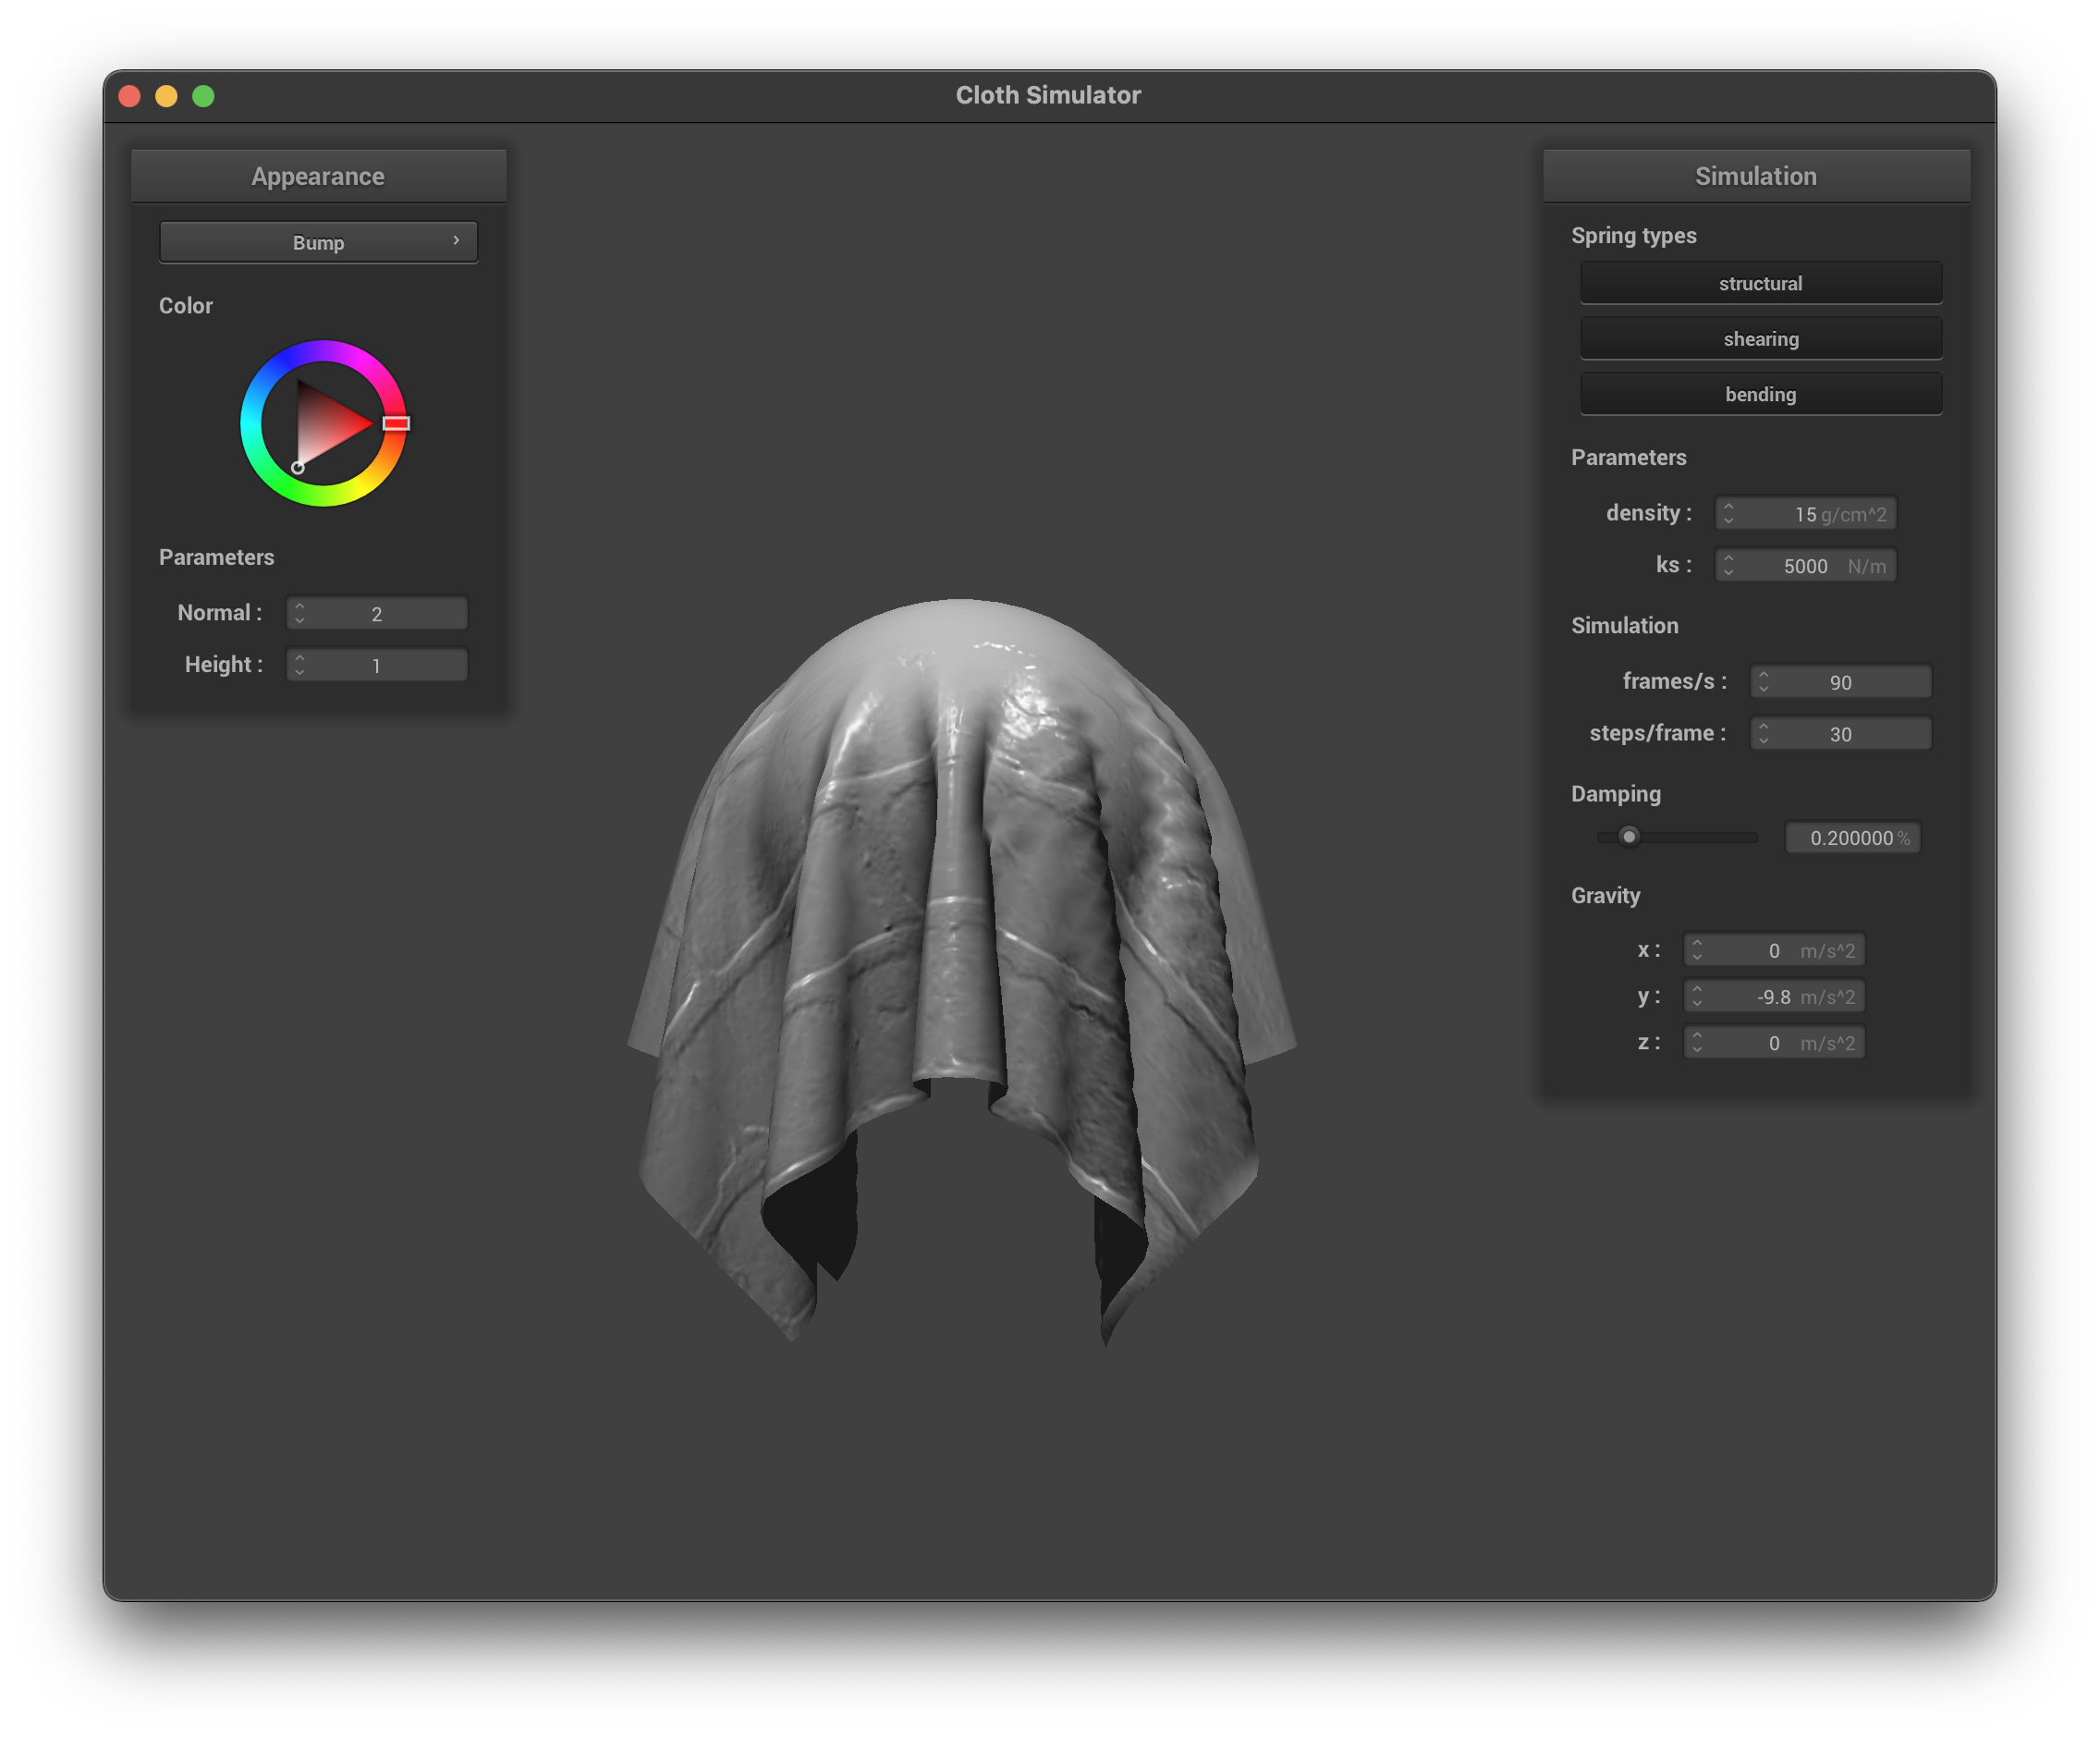 Cloth Simulator
Appearance
Bump
Color
Parameters
Normal : 2
Height : 1
Simulation
Spring types
structural
shearing
bending
Parameters
density : 15 g/cm^2
ks : 5000 N/m
Simulation
frames/s : 90
steps/frame : 30
Damping
0.200000 %
Gravity
x : 0 m/s^2
y : -9.8 m/s^2
z : 0 m/s^2